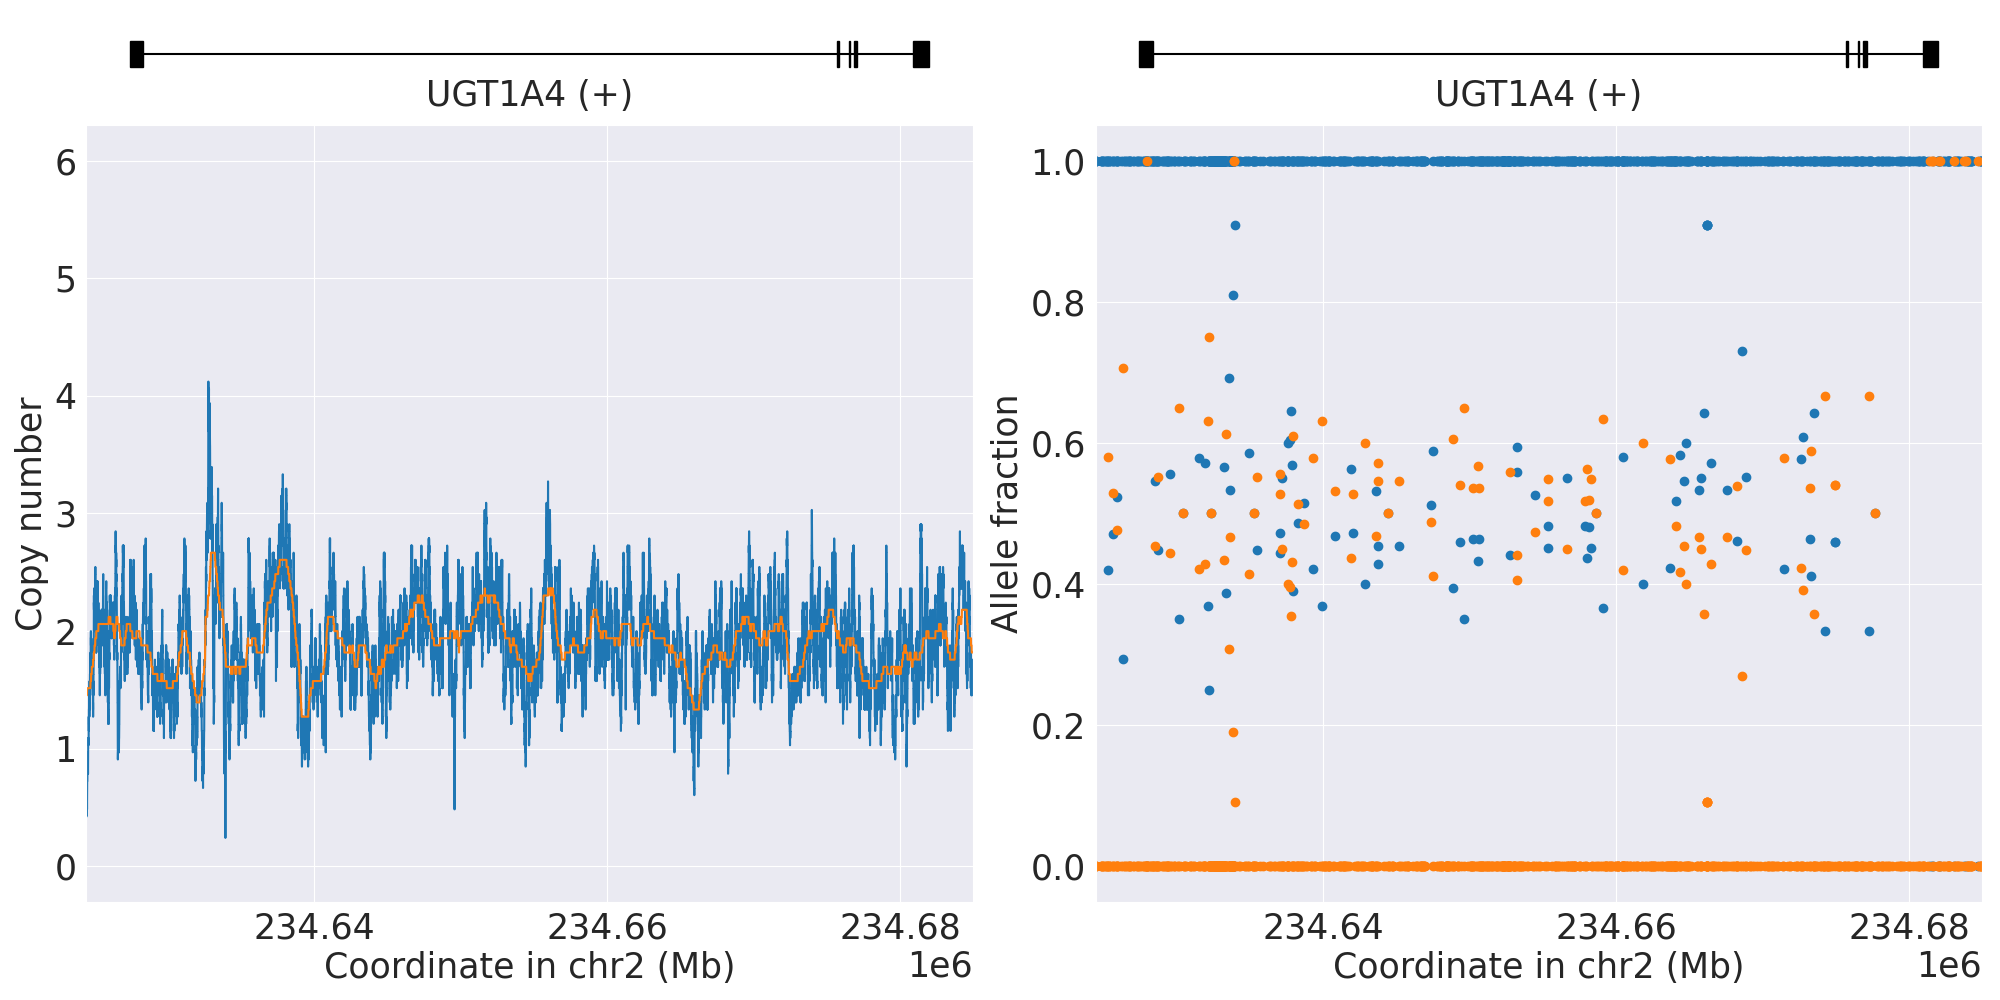 UGT1A4 (+)
6
5
4
3
2
1
0
Copy number
234.64
234.66
234.68
Coordinate in chr2 (Mb)
1e6
UGT1A4 (+)
1.0
0.8
0.6
0.4
0.2
0.0
Allele fraction
234.64
234.66
234.68
Coordinate in chr2 (Mb)
1e6